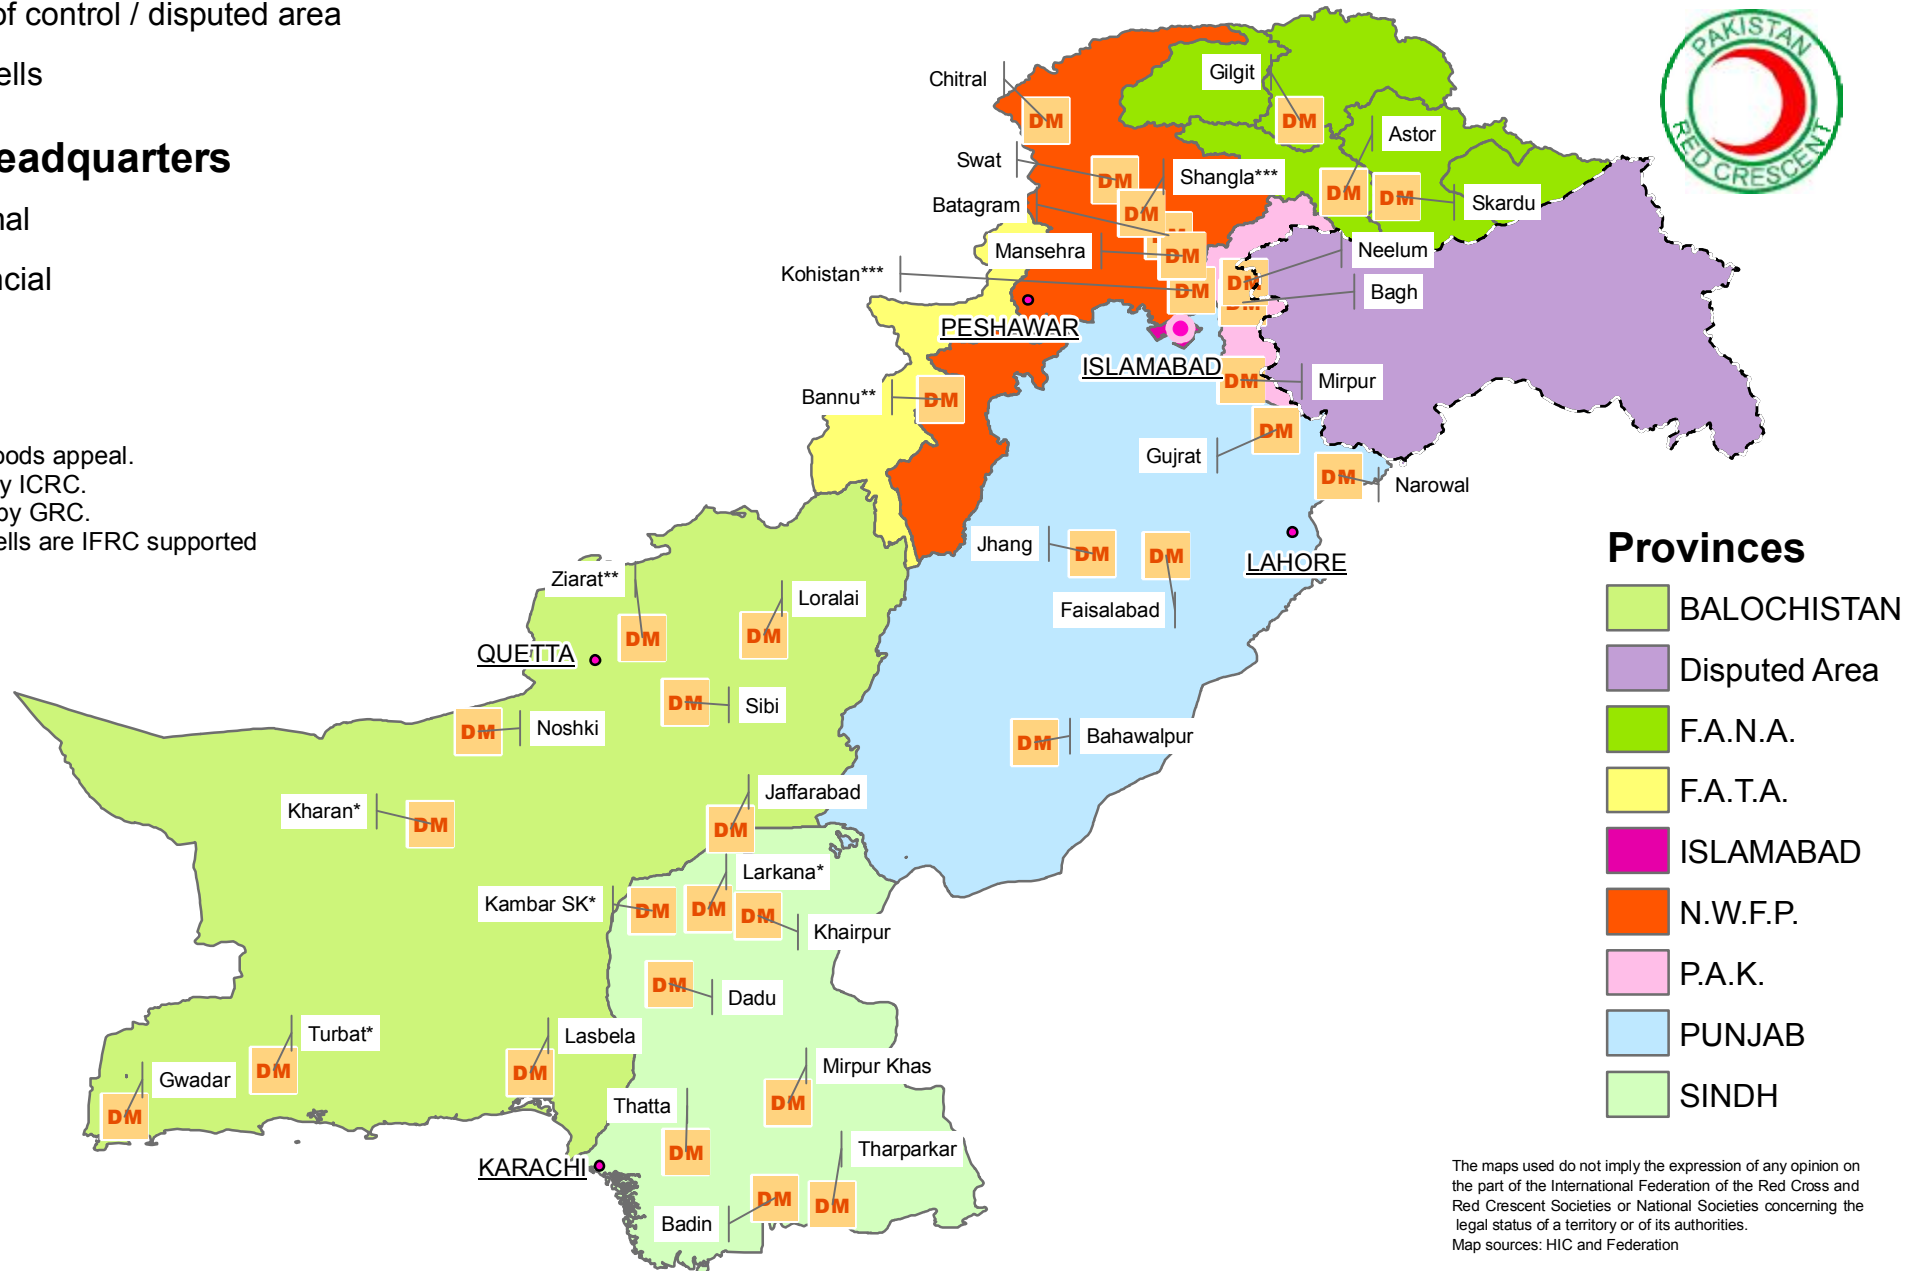 of control / disputed area
ells
eadquarters
nal
ncial
oods appeal.
y ICRC.
by GRC.
ells are IFRC supported
PAKISTAN
RED CRESCENT
Chitral
DM
Gilgit
DM
Astor
DM
Swat
DM
Shangla***
DM
Skardu
DM
Batagram
DM
Mansehra
DM
Neelum
DM
Kohistan***
DM
Bagh
DM
PESHAWAR
ISLAMABAD
Mirpur
DM
Bannu**
DM
Gujrat
DM
Narowal
DM
Jhang
DM
Faisalabad
DM
LAHORE
Ziarat**
DM
Loralai
DM
QUETTA
Sibi
DM
Noshki
DM
Bahawalpur
DM
Jaffarabad
DM
Kharan*
DM
Larkana*
DM
Kambar SK*
DM
Khairpur
DM
Dadu
DM
Turbat*
DM
Lasbela
DM
Gwadar
DM
Mirpur Khas
DM
Thatta
DM
Tharparkar
DM
KARACHI
Badin
DM
Provinces
BALOCHISTAN
Disputed Area
F.A.N.A.
F.A.T.A.
ISLAMABAD
N.W.F.P.
P.A.K.
PUNJAB
SINDH
The maps used do not imply the expression of any opinion on
the part of the International Federation of the Red Cross and
Red Crescent Societies or National Societies concerning the
legal status of a territory or of its authorities.
Map sources: HIC and Federation